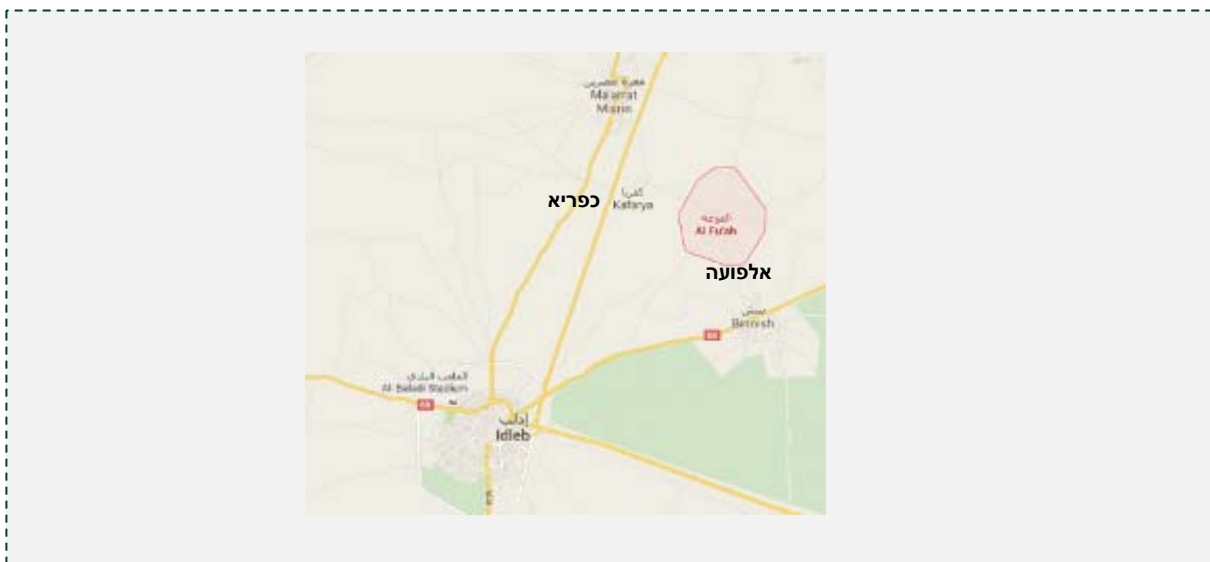 معرة مصرين
Ma'arrat
Misrin
כפריא
كفريا
Kafarya
الفوعة
Al Fu'ah
אלפועה
بنش
Binnish
60
الملعب البلدي
Al Baladi Stadium
60
إدلب
Idleb